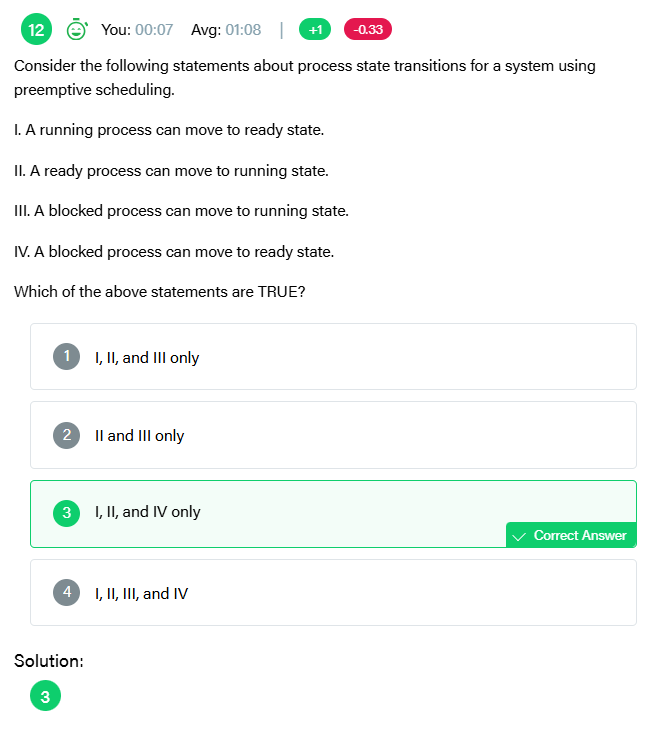 12 You: 00:07 Avg: 01:08 | +1 -0.33
Consider the following statements about process state transitions for a system using
preemptive scheduling.
I. A running process can move to ready state.
II. A ready process can move to running state.
III. A blocked process can move to running state.
IV. A blocked process can move to ready state.
Which of the above statements are TRUE?
1 I, II, and III only
2 II and III only
3 I, II, and IV only
Correct Answer
4 I, II, III, and IV
Solution:
3